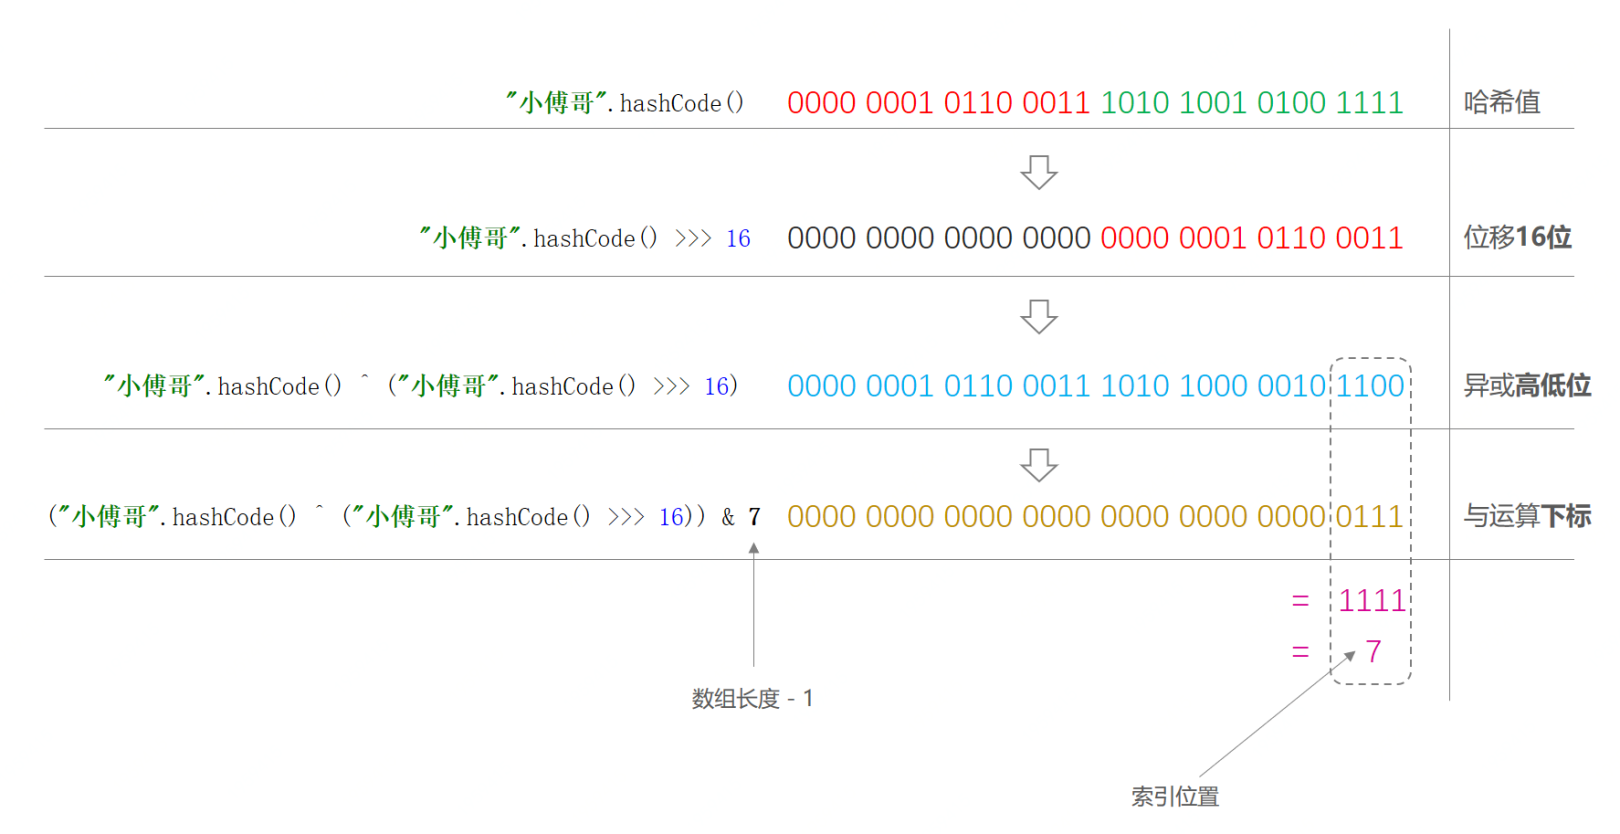 "小傅哥".hashCode() 0000 0001 0110 0011 1010 1001 0100 1111 哈希值
"小傅哥".hashCode() >>> 16 0000 0000 0000 0000 0000 0001 0110 0011 位移16位
"小傅哥".hashCode() ^ ("小傅哥".hashCode() >>> 16) 0000 0001 0110 0011 1010 1000 0010 1100 异或高低位
("小傅哥".hashCode() ^ ("小傅哥".hashCode() >>> 16)) & 7 0000 0000 0000 0000 0000 0000 0000 0111 与运算下标
= 1111
= 7
数组长度 - 1
索引位置